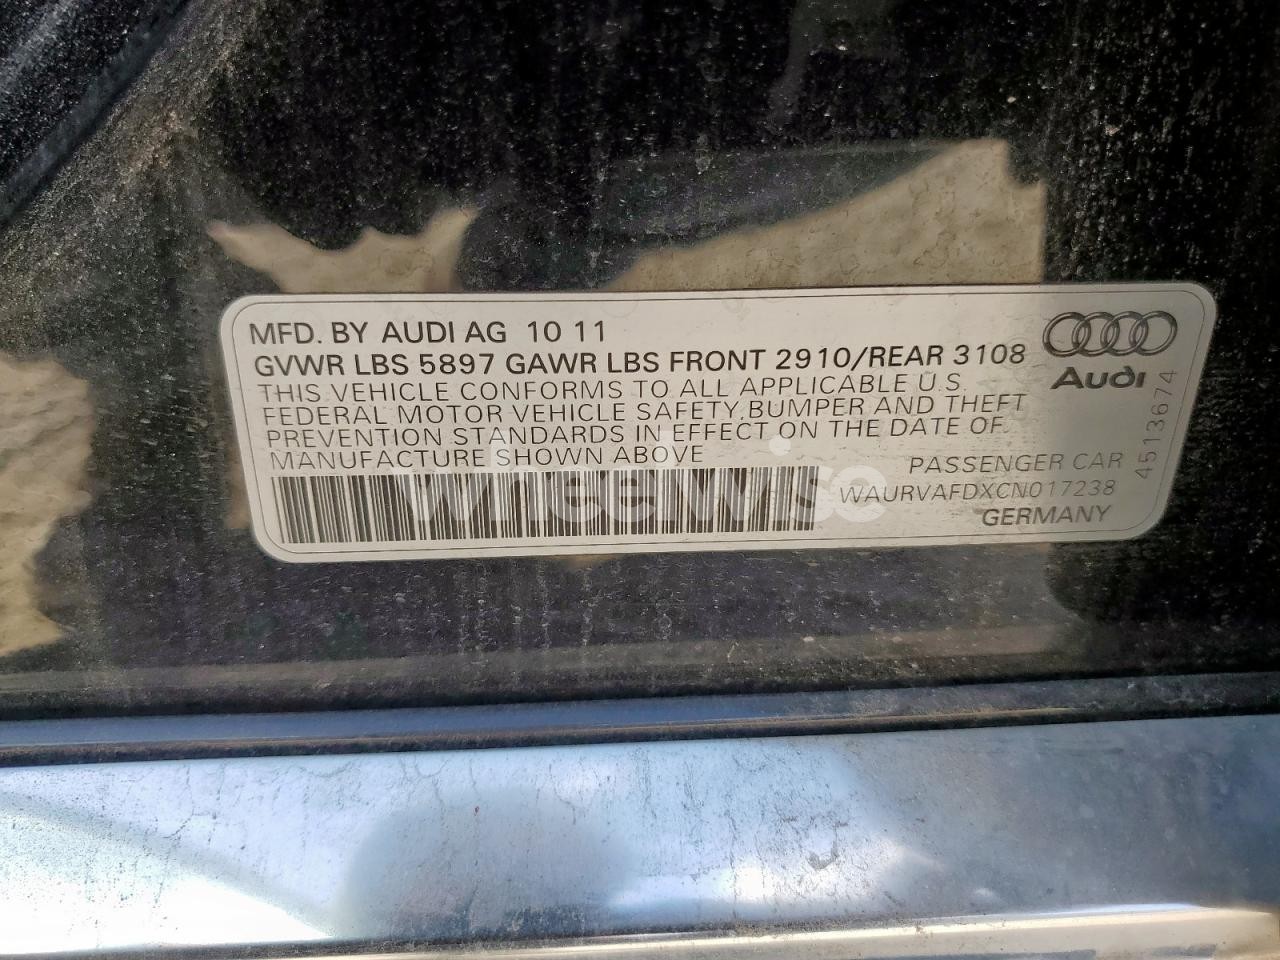 MFD. BY AUDI AG 10 11
GVWR LBS 5897 GAWR LBS FRONT 2910/REAR 3108
THIS VEHICLE CONFORMS TO ALL APPLICABLE U.S.
FEDERAL MOTOR VEHICLE SAFETY,BUMPER AND THEFT
PREVENTION STANDARDS IN EFFECT ON THE DATE OF
MANUFACTURE SHOWN ABOVE
Audi
4513674
PASSENGER CAR
WAURVAFDXCN017238
GERMANY
wheelwise